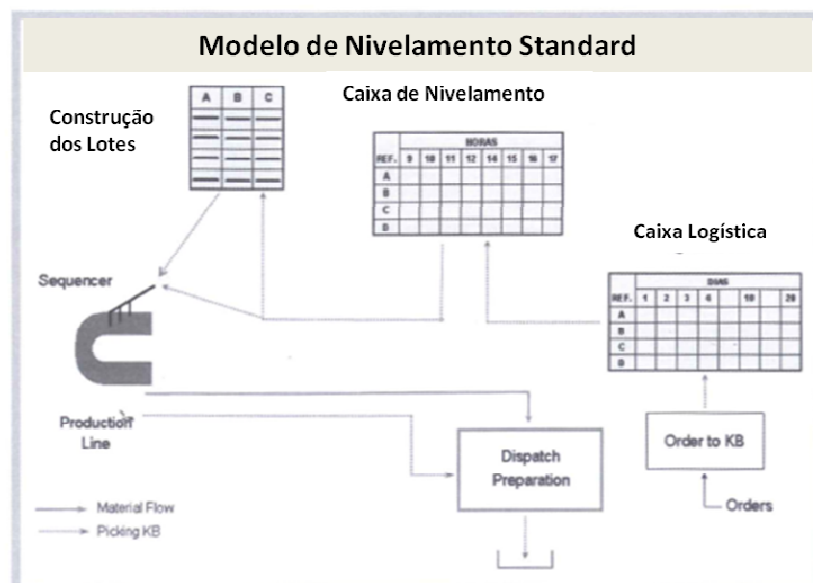 Modelo de Nivelamento Standard
Construção
dos Lotes
A B C
Caixa de Nivelamento
HORAS
REF. 9 10 11 12 14 15 16 17
A
B
C
Caixa Logística
DIAS
REF. 1 2 3 10 20
A
B
C
Sequencer
Production
Line
Dispatch
Preparation
Order to KB
Orders
Material Flow
Picking KB